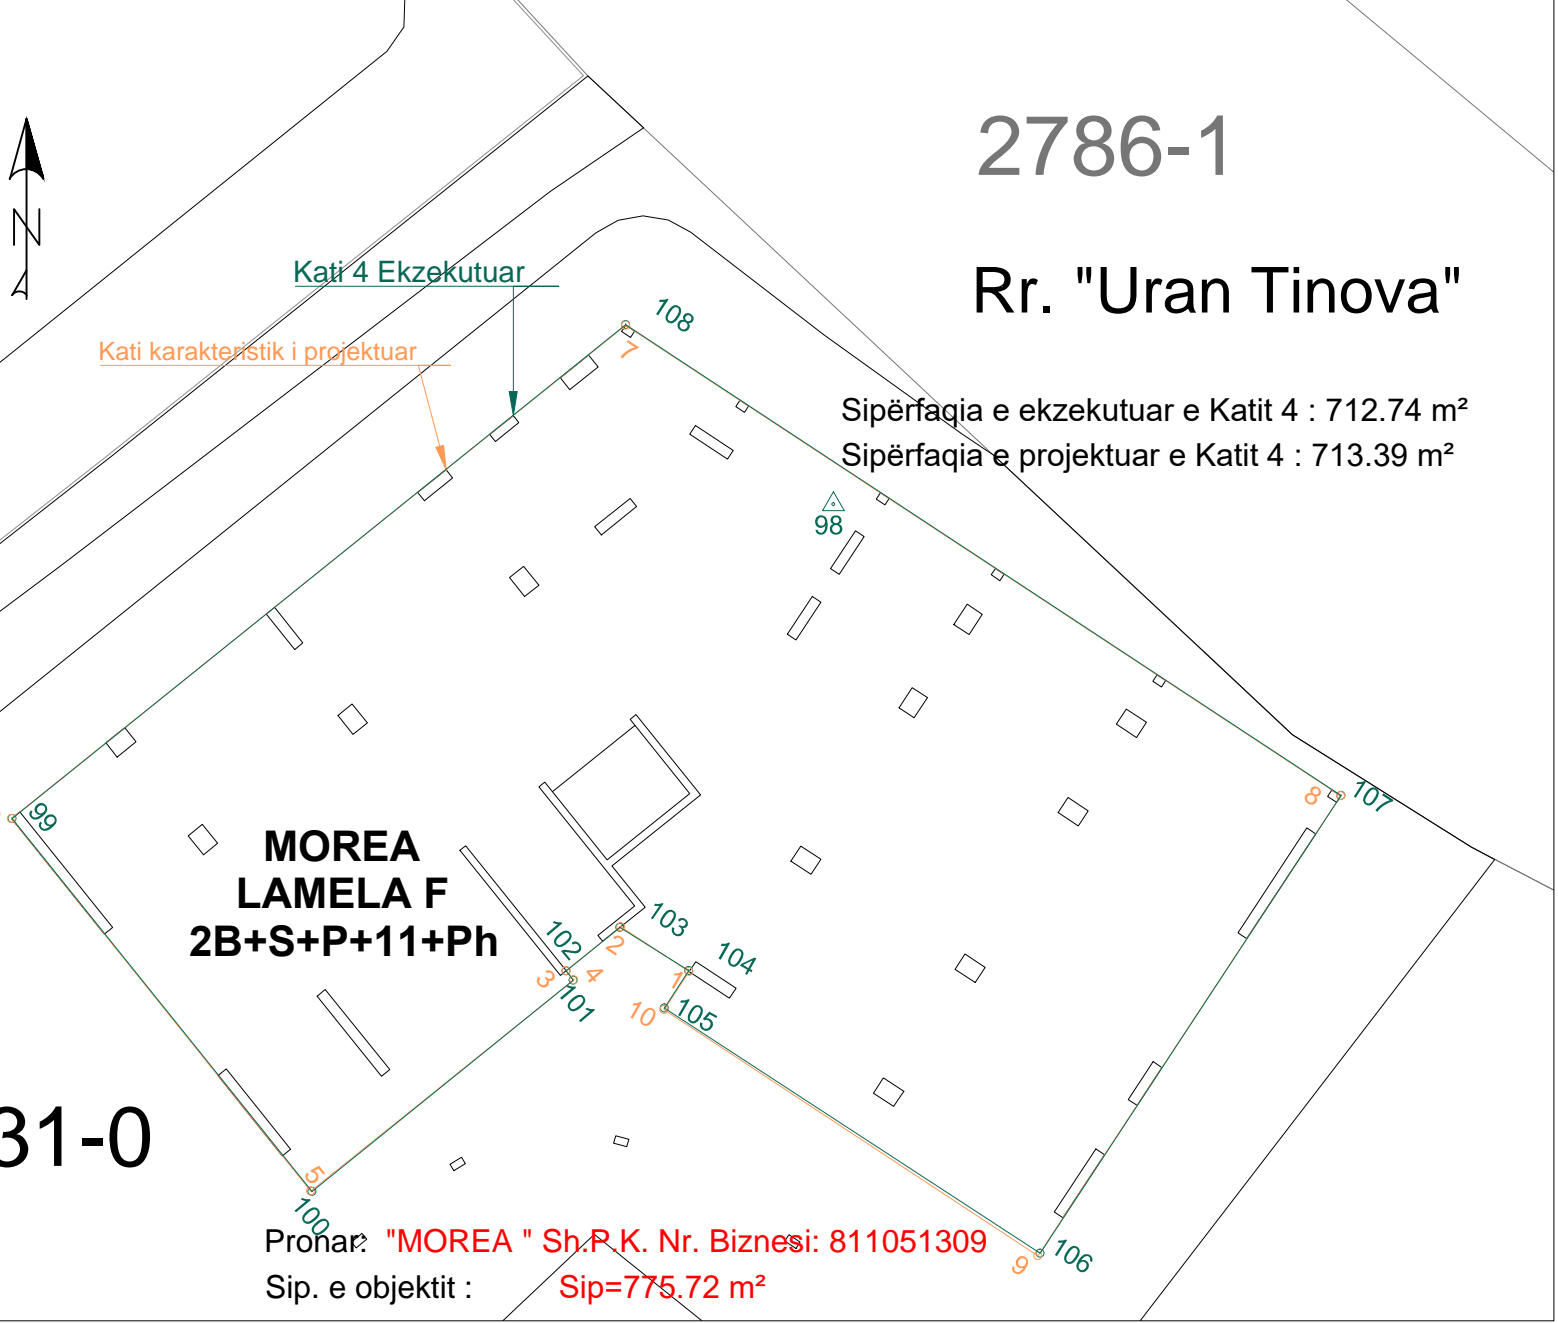 2786-1
N
Rr. "Uran Tinova"
Kati 4 Ekzekutuar
108
Kati karakteristik i projektuar
7
Sipërfaqia e ekzekutuar e Katit 4 : 712.74 m²
Sipërfaqia e projektuar e Katit 4 : 713.39 m²
98
8
107
99
MOREA
LAMELA F
2B+S+P+11+Ph
103
102
2
104
3
4
1
101
10
105
31-0
5
100
Pronar: "MOREA " Sh.P.K. Nr. Biznesi: 811051309
106
9
Sip. e objektit : Sip=775.72 m²